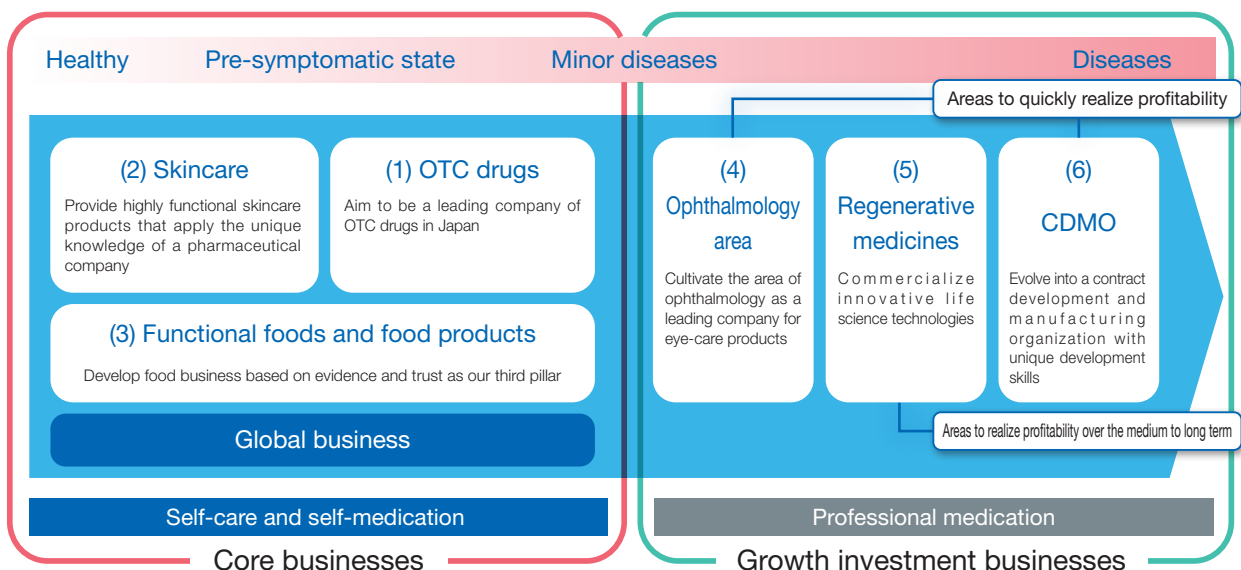 Healthy
Pre-symptomatic state
Minor diseases
Diseases
Areas to quickly realize profitability
(2) Skincare
Provide highly functional skincare
products that apply the unique
knowledge of a pharmaceutical
company
(1) OTC drugs
Aim to be a leading company of
OTC drugs in Japan
(3) Functional foods and food products
Develop food business based on evidence and trust as our third pillar
Global business
(4)
Ophthalmology
area
Cultivate the area of
ophthalmology as a
leading company for
eye-care products
(5)
Regenerative
medicines
Commercialize
innovative life
science technologies
(6)
CDMO
Evolve into a contract
development and
manufacturing
organization with
unique development
skills
Areas to realize profitability over the medium to long term
Self-care and self-medication
Professional medication
Core businesses
Growth investment businesses